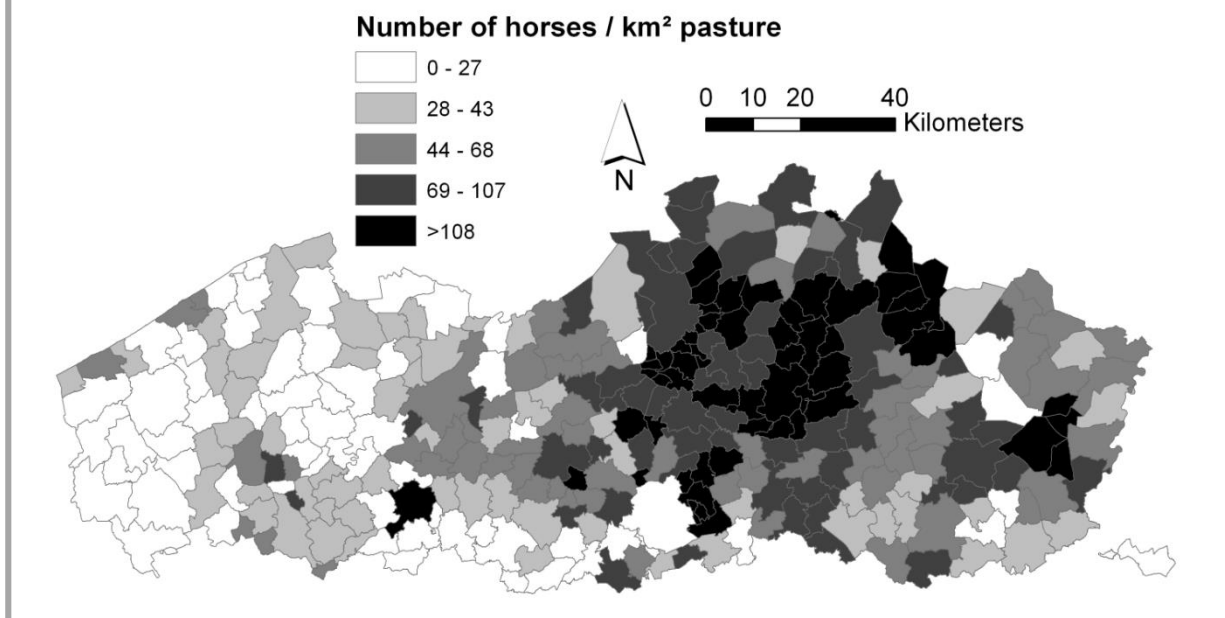 Number of horses / km² pasture
0 - 27
28 - 43
44 - 68
69 - 107
>108
0 10 20 40
Kilometers
N